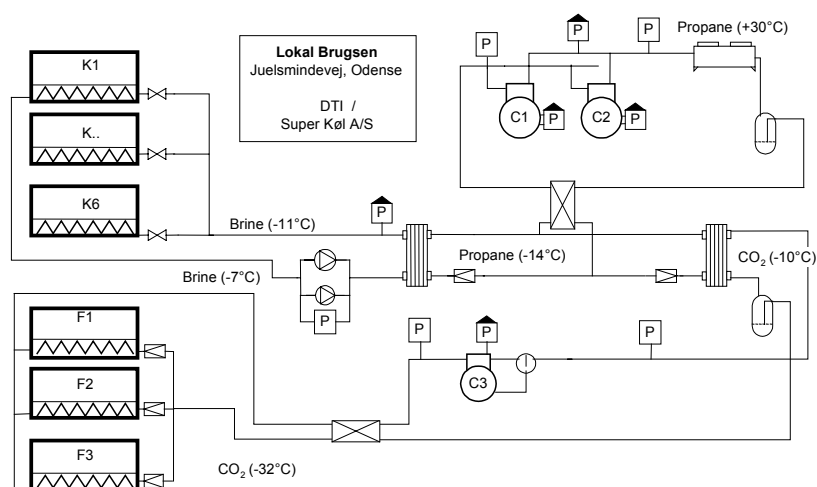 Lokal Brugsen
Juelsmindevej, Odense
DTI /
Super Køl A/S
Propane (+30°C)
P
P
P
P
C1
P
C2
P
K1
K..
K6
Brine (-11°C)
P
Brine (-7°C)
P
Propane (-14°C)
CO2 (-10°C)
F1
F2
F3
P
P
P
C3
CO2 (-32°C)